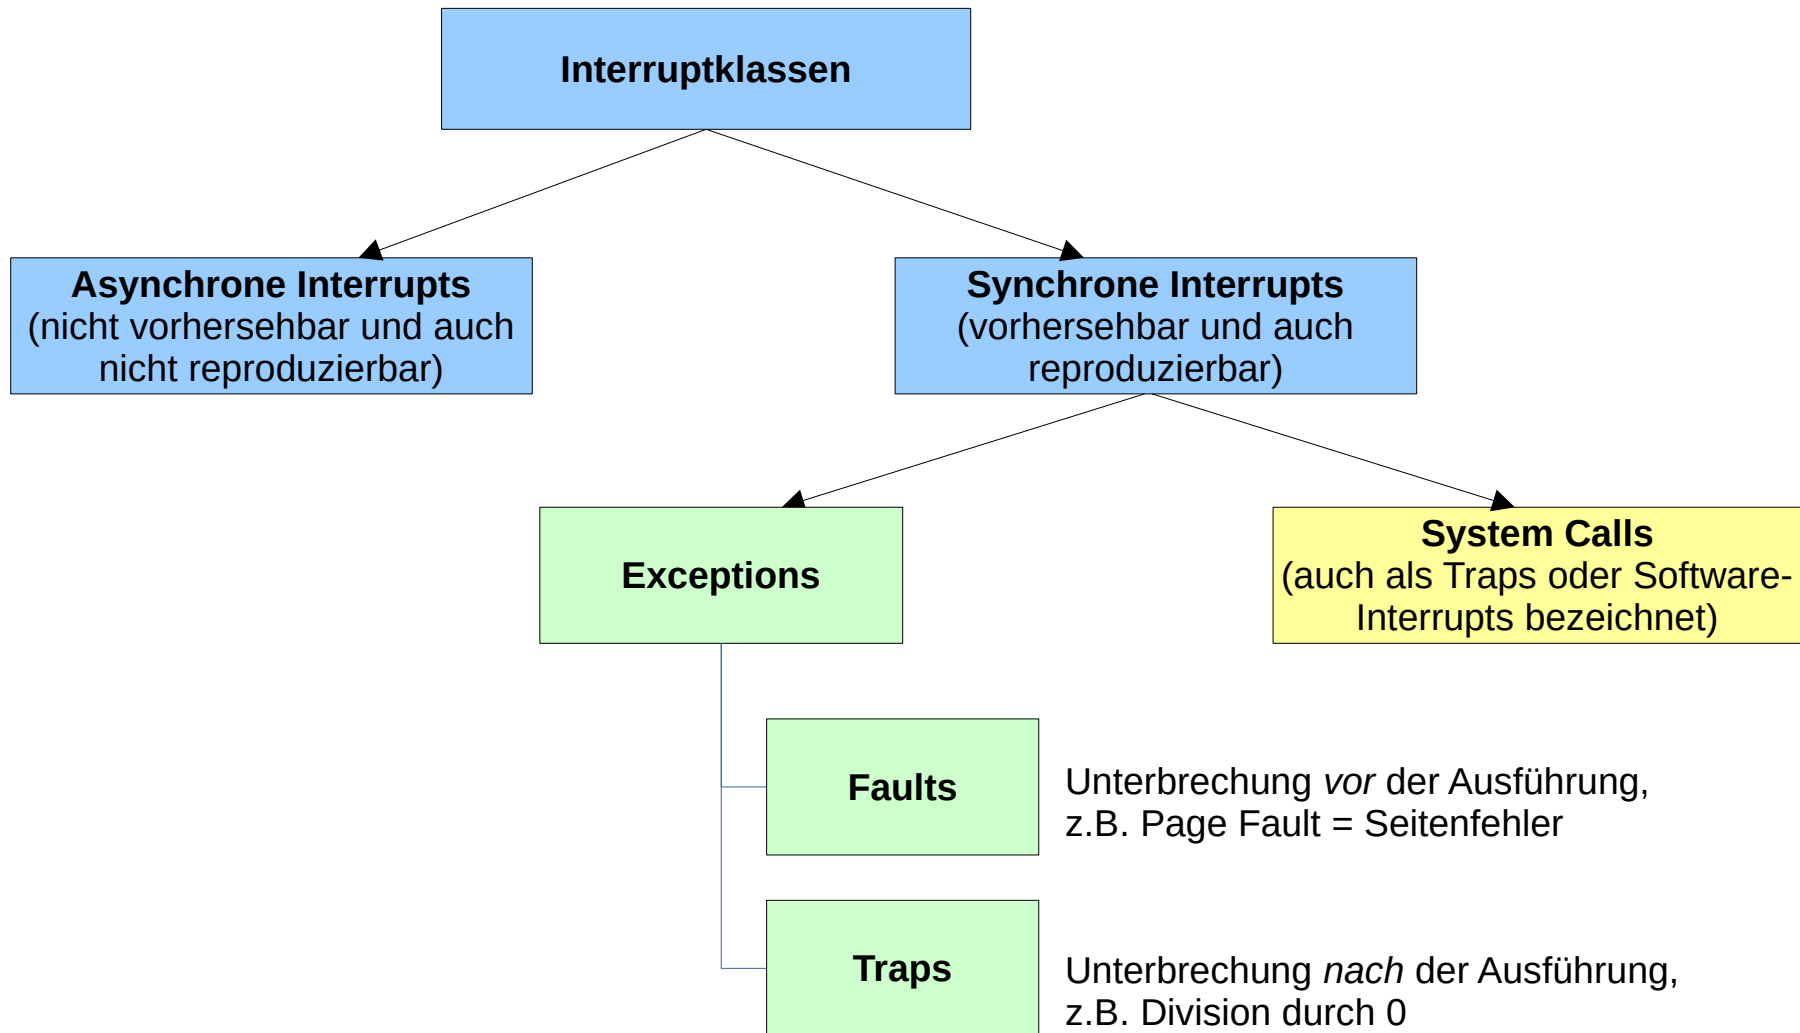 Interruptklassen
Asynchrone Interrupts
(nicht vorhersehbar und auch
nicht reproduzierbar)
Synchrone Interrupts
(vorhersehbar und auch
reproduzierbar)
Exceptions
System Calls
(auch als Traps oder Software-
Interrupts bezeichnet)
Faults
Unterbrechung vor der Ausführung,
z.B. Page Fault = Seitenfehler
Traps
Unterbrechung nach der Ausführung,
z.B. Division durch 0